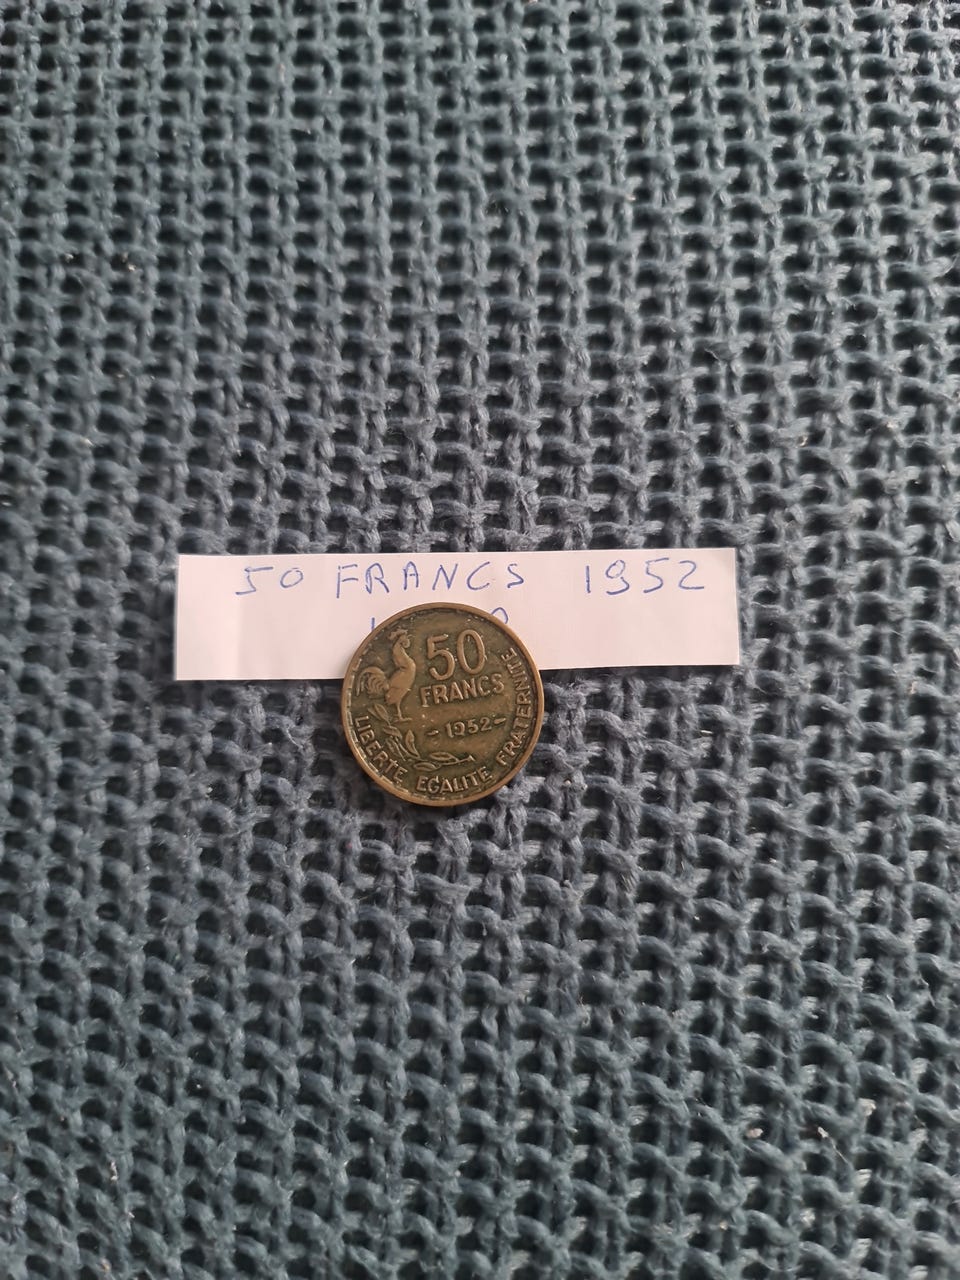 50 FRANCS 1952
50
FRANCS
-1952-
LIBERTE EGALITE FRATERNITE